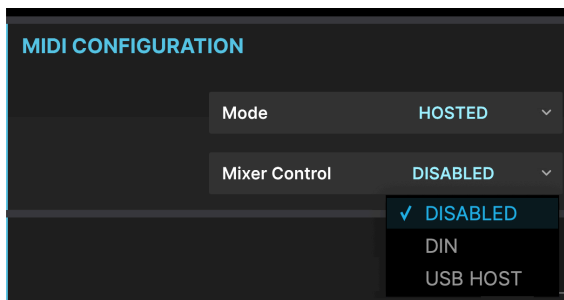 MIDI CONFIGURATION
Mode HOSTED
Mixer Control DISABLED
✓ DISABLED
DIN
USB HOST